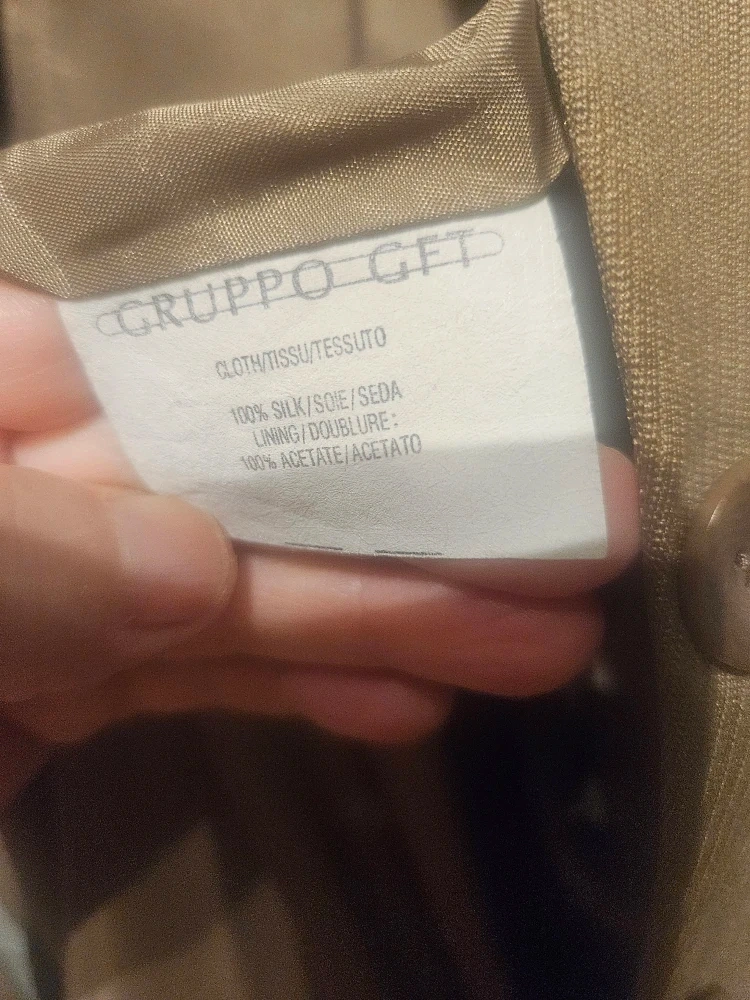 GRUPPO GFT
CLOTH/TISSU/TESSUTO
100% SILK/SOIE/SEDA
LINING/DOUBLURE:
100% ACETATE/ACETATO